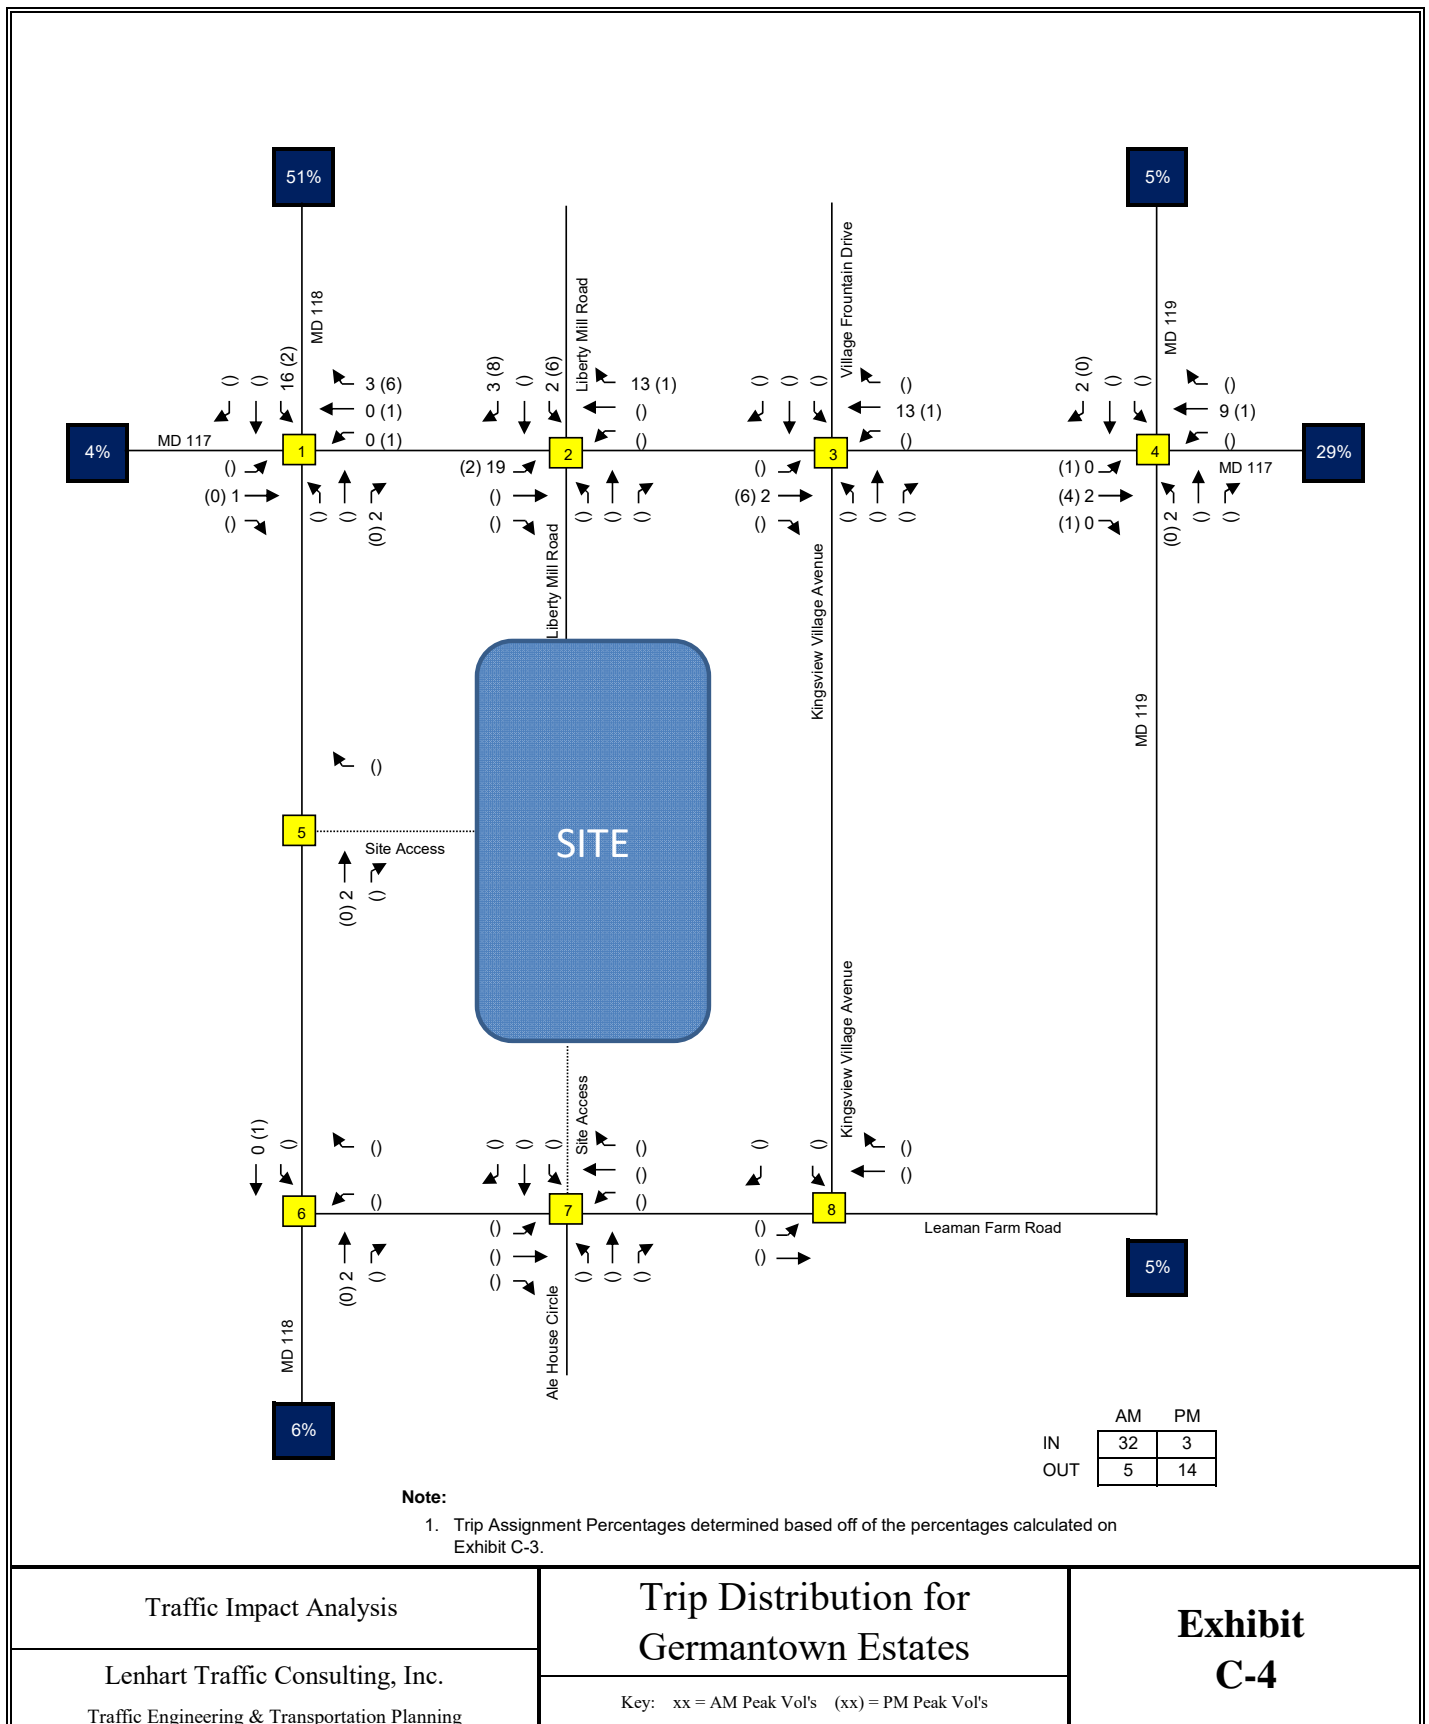 51%
5%
MD 118
Liberty Mill Road
Village Frountain Drive
MD 119
() () 16 (2)
3 (6)
0 (1)
0 (1)
3 (8) () 2 (6)
13 (1)
()
()
() () ()
()
13 (1)
()
2 (0) () ()
()
9 (1)
()
4%
MD 117
1
2
3
4
29%
MD 117
()
(0) 1
()
() () (0) 2
(2) 19
()
()
() () ()
()
(6) 2
()
() () ()
(1) 0
(4) 2
(1) 0
(0) 2 () ()
Liberty Mill Road
Kingsview Village Avenue
MD 119
()
5
Site Access
SITE
(0) 2 ()
Site Access
Kingsview Village Avenue
0 (1) ()
()
()
() () ()
()
()
()
() ()
()
()
6
7
8
Leaman Farm Road
(0) 2 ()
()
()
()
() () ()
()
()
5%
MD 118
Ale House Circle
6%
AM PM
IN 32 3
OUT 5 14
Note:
1. Trip Assignment Percentages determined based off of the percentages calculated on
Exhibit C-3.
Traffic Impact Analysis
Lenhart Traffic Consulting, Inc.
Traffic Engineering & Transportation Planning
Trip Distribution for
Germantown Estates
Key: xx = AM Peak Vol's (xx) = PM Peak Vol's
Exhibit
C-4